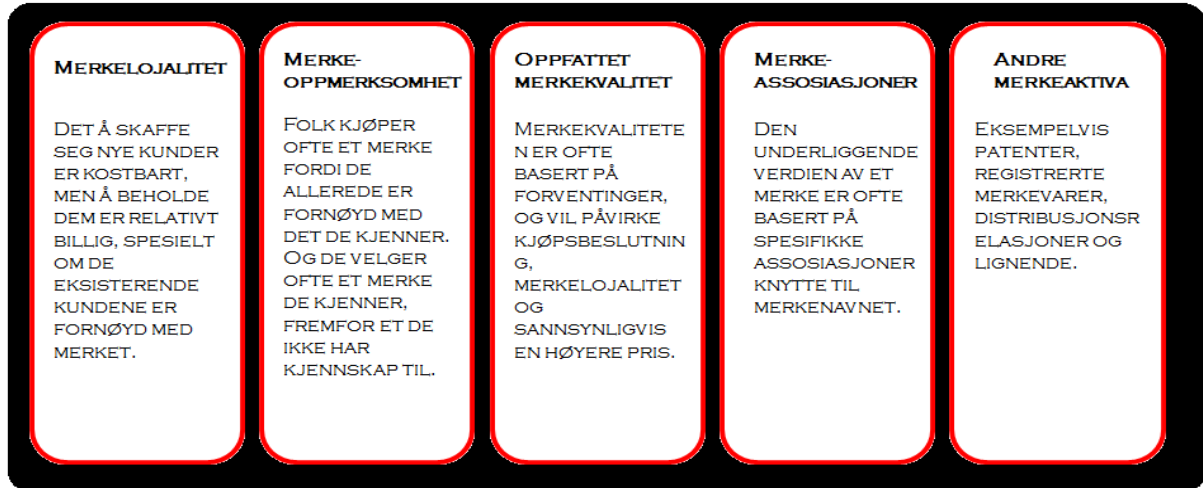 MERKELOJALITET
DET Å SKAFFE
SEG NYE KUNDER
ER KOSTBART,
MEN Å BEHOLDE
DEM ER RELATIVT
BILLIG, SPESIELT
OM DE
EKSISTERENDE
KUNDENE ER
FORNØYD MED
MERKET.
MERKE-
OPPMERKSOMHET
FOLK KJØPER
OFTE ET MERKE
FORDI DE
ALLEREDE ER
FORNØYD MED
DET DE KJENNER.
OG DE VELGER
OFTE ET MERKE
DE KJENNER,
FREMFOR ET DE
IKKE HAR
KJENNSKAP TIL.
OPPFATTET
MERKEKVALITET
MERKEKVALITETE
N ER OFTE
BASERT PÅ
FORVENTINGER,
OG VIL PÅVIRKE
KJØPSBESLUTNIN
G,
MERKELOJALITET
OG
SANNSYNLIGVIS
EN HØYERE PRIS.
MERKE-
ASSOSIASJONER
DEN
UNDERLIGGENDE
VERDIEN AV ET
MERKE ER OFTE
BASERT PÅ
SPESIFIKKE
ASSOSIASJONER
KNYTTE TIL
MERKENAVNET.
ANDRE
MERKEAKTIVA
EKSEMPELVIS
PATENTER,
REGISTRERTE
MERKEVARER,
DISTRIBUSJONSR
ELASJONER OG
LIGNENDE.